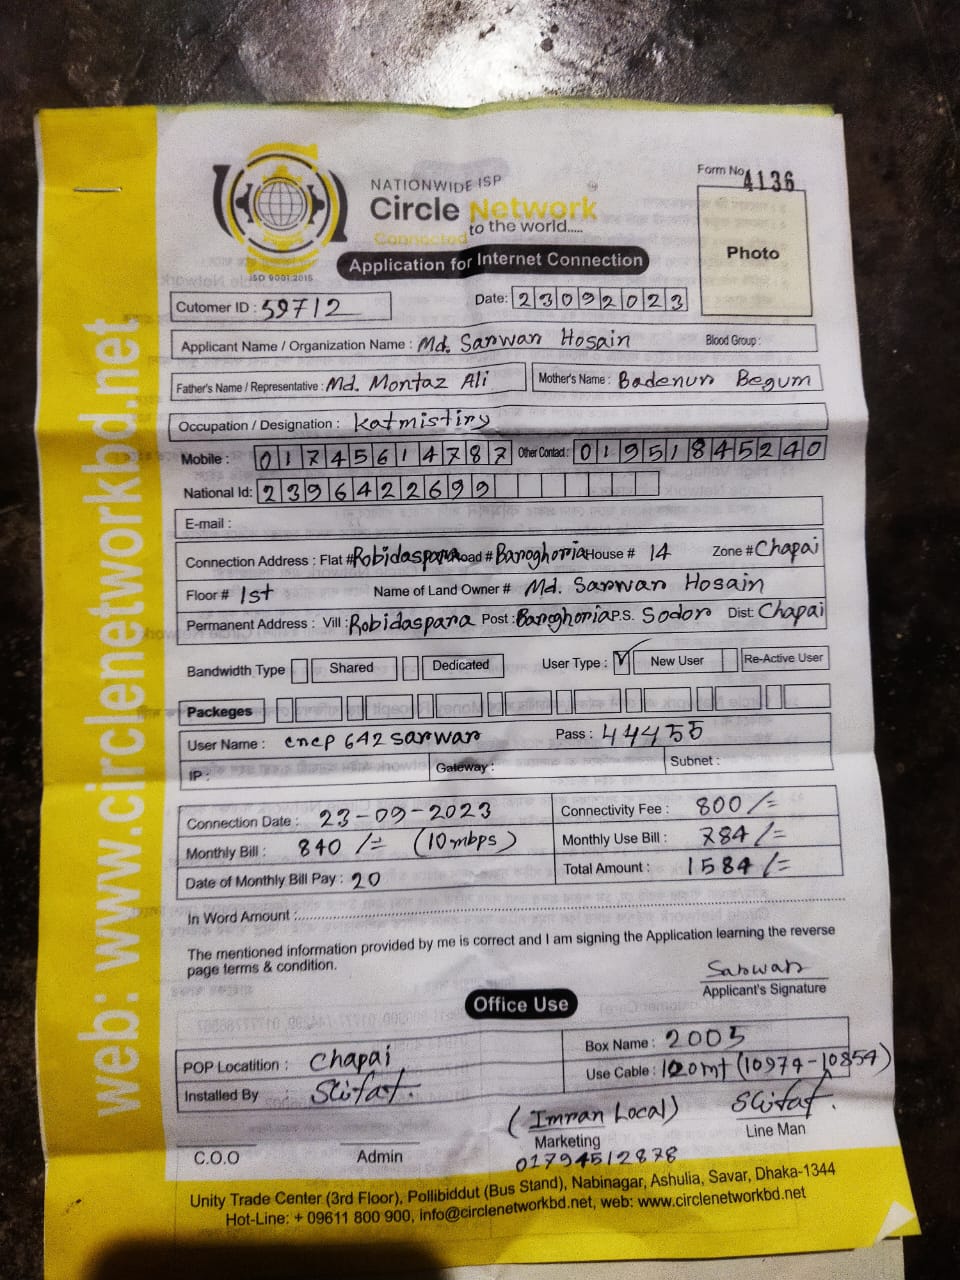 NATIONWIDE ISP
Circle Network
to the world.....
Connected
ISO 9001:2015
Form No 4136
Photo
Application for Internet Connection
Cutomer ID : 59712
Date: 23092023
Applicant Name / Organization Name : Md. Sarwar Hosain Blood Group :
Father's Name / Representative : Md. Montaz Ali Mother's Name : Badenur Begum
Occupation / Designation : Katmistiry
Mobile : 01745614787 Other Contact : 01951845240
National Id: 2396422699
E-mail :
Connection Address : Flat # Robidaspara Road # Baroghoria House # 14 Zone # Chapai
Floor # 1st Name of Land Owner # Md. Sarwar Hosain
Permanent Address : Vill : Robidaspara Post : Baroghoria P.S. Sodor Dist: Chapai
Bandwidth Type Shared Dedicated User Type : ✓ New User Re-Active User
Packeges
User Name : cncp642sarwar Pass : 44455
IP : Gateway : Subnet :
Connection Date : 23-09-2023 Connectivity Fee : 800/=
Monthly Bill : 840/= (10mbps) Monthly Use Bill : 784/=
Date of Monthly Bill Pay : 20 Total Amount : 1584/=
In Word Amount :
The mentioned information provided by me is correct and I am signing the Application learning the reverse
page terms & condition.
Sarwar
Applicant's Signature
Office Use
POP Locatition : Chapai Box Name : 2005
Installed By Use Cable : 120mt (10974-10854)
(Imran Local)
C.O.O Admin Marketing Line Man
01794512878
Unity Trade Center (3rd Floor), Pollibiddut (Bus Stand), Nabinagar, Ashulia, Savar, Dhaka-1344
Hot-Line: + 09611 800 900, info@circlenetworkbd.net, web: www.circlenetworkbd.net
web: www.circlenetworkbd.net